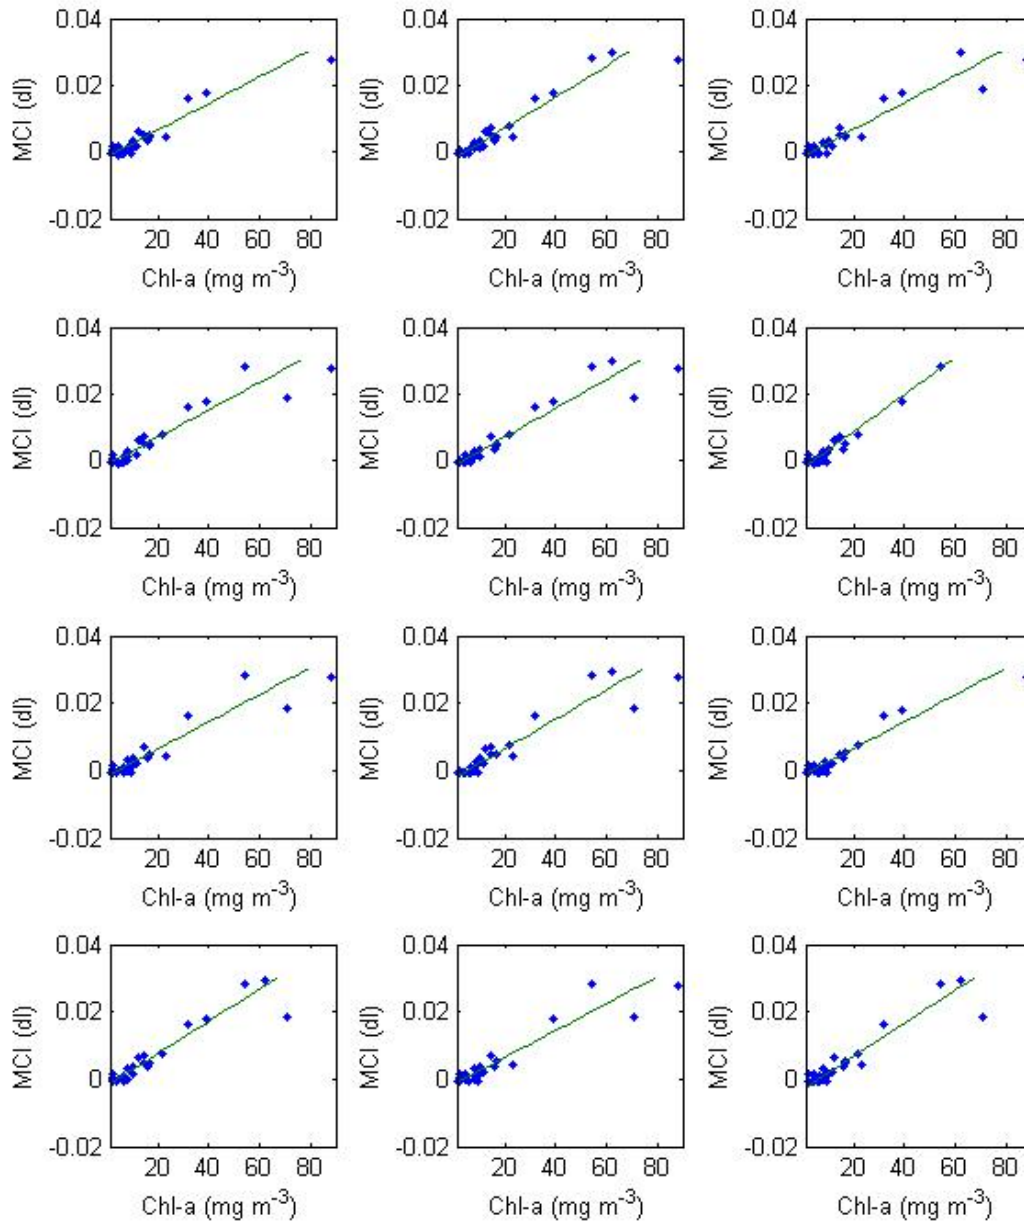 0.04 0.04 0.04
MCI (dl) 0.02 MCI (dl) 0.02 MCI (dl) 0.02
0 0 0
-0.02 -0.02 -0.02
20 40 60 80 20 40 60 80 20 40 60 80
Chl-a (mg m⁻³) Chl-a (mg m⁻³) Chl-a (mg m⁻³)
0.04 0.04 0.04
MCI (dl) 0.02 MCI (dl) 0.02 MCI (dl) 0.02
0 0 0
-0.02 -0.02 -0.02
20 40 60 80 20 40 60 80 20 40 60 80
Chl-a (mg m⁻³) Chl-a (mg m⁻³) Chl-a (mg m⁻³)
0.04 0.04 0.04
MCI (dl) 0.02 MCI (dl) 0.02 MCI (dl) 0.02
0 0 0
-0.02 -0.02 -0.02
20 40 60 80 20 40 60 80 20 40 60 80
Chl-a (mg m⁻³) Chl-a (mg m⁻³) Chl-a (mg m⁻³)
0.04 0.04 0.04
MCI (dl) 0.02 MCI (dl) 0.02 MCI (dl) 0.02
0 0 0
-0.02 -0.02 -0.02
20 40 60 80 20 40 60 80 20 40 60 80
Chl-a (mg m⁻³) Chl-a (mg m⁻³) Chl-a (mg m⁻³)